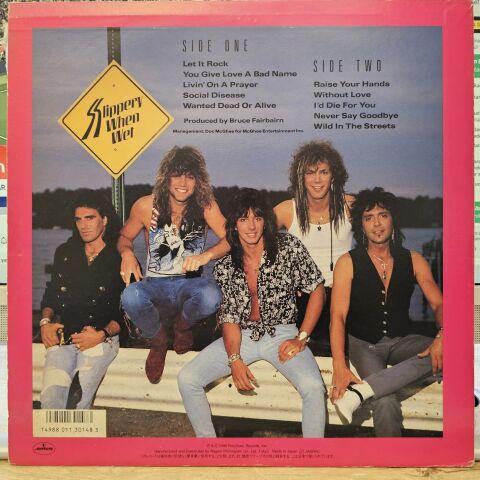 SIDE ONE
Let It Rock
You Give Love A Bad Name
Livin' On A Prayer
Social Disease
Wanted Dead Or Alive
Produced by Bruce Fairbairn
Management: Doc McGhee for McGhee Entertainment Inc.
SIDE TWO
Raise Your Hands
Without Love
I'd Die For You
Never Say Goodbye
Wild In The Streets
Slippery
When
Wet